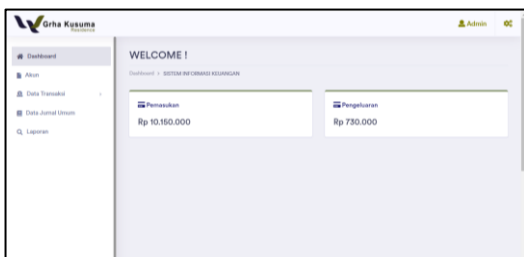 Grha Kusuma
Residence
Admin
Dashboard
Akun
Data Transaksi
Data Jurnal Umum
Laporan
WELCOME !
Dashboard > SISTEM INFORMASI KEUANGAN
Pemasukan
Rp 10.150.000
Pengeluaran
Rp 730.000